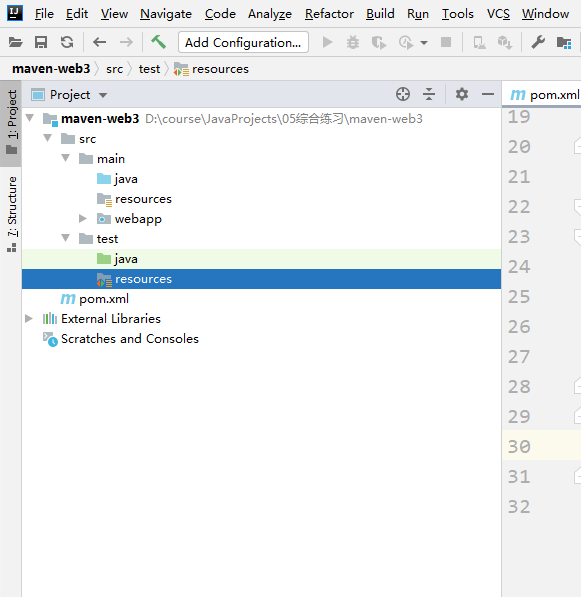 File Edit View Navigate Code Analyze Refactor Build Run Tools VCS Window
Add Configuration...
maven-web3 src test resources
1: Project
7: Structure
Project
pom.xml
maven-web3 D:\course\JavaProjects\05综合练习\maven-web3
src
main
java
resources
webapp
test
java
resources
pom.xml
External Libraries
Scratches and Consoles
19
20
21
22
23
24
25
26
27
28
29
30
31
32